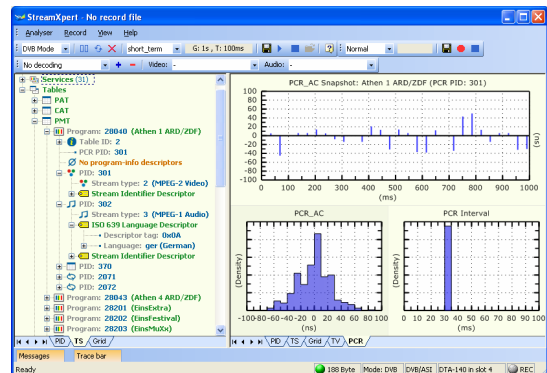 StreamXpert - No record file
Analyser Record View Help
DVB Mode short_term G: 1s, T: 100ms Normal
No decoding Video: - Audio: -
Services (31)
Tables
PAT
CAT
PMT
Program: 28040 (Athen 1 ARD/ZDF)
Table ID: 2
PCR PID: 301
No program-info descriptors
PID: 301
Stream type: 2 (MPEG-2 Video)
Stream Identifier Descriptor
PID: 302
Stream type: 3 (MPEG-1 Audio)
ISO 639 Language Descriptor
Descriptor tag: 0x0A
Language: ger (German)
Stream Identifier Descriptor
PID: 370
PID: 2071
PID: 2072
Program: 28043 (Athen 4 ARD/ZDF)
Program: 28201 (EinsExtra)
Program: 28202 (EinsFestival)
Program: 28203 (EinsMuXx)
PID TS Grid
PCR_AC Snapshot: Athen 1 ARD/ZDF (PCR PID: 301)
100
80
60
40
20
0
-20
-40
-60
-80
-100
(ns)
0 100 200 300 400 500 600 700 800 900 1000
(ms)
PCR_AC
(Density)
-100-80-60-40-20 0 20 40 60 80 100
(ns)
PCR Interval
(Density)
0 10 20 30 40 50 60 70 80 90 100
(ms)
PID TS Grid TV PCR
Messages Trace bar
Ready 188 Byte Mode: DVB DVB/ASI DTA-140 in slot 4 REC